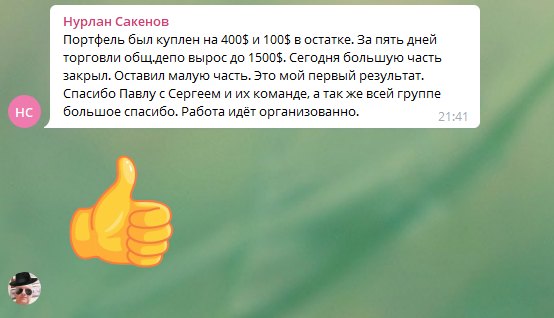 Нурлан Сакенов
Портфель был куплен на 400$ и 100$ в остатке. За пять дней
торговли общ,депо вырос до 1500$. Сегодня большую часть
закрыл. Оставил малую часть. Это мой первый результат.
Спасибо Павлу с Сергеем и их команде, а так же всей группе
большое спасибо. Работа идёт организованно.
21:41
НС